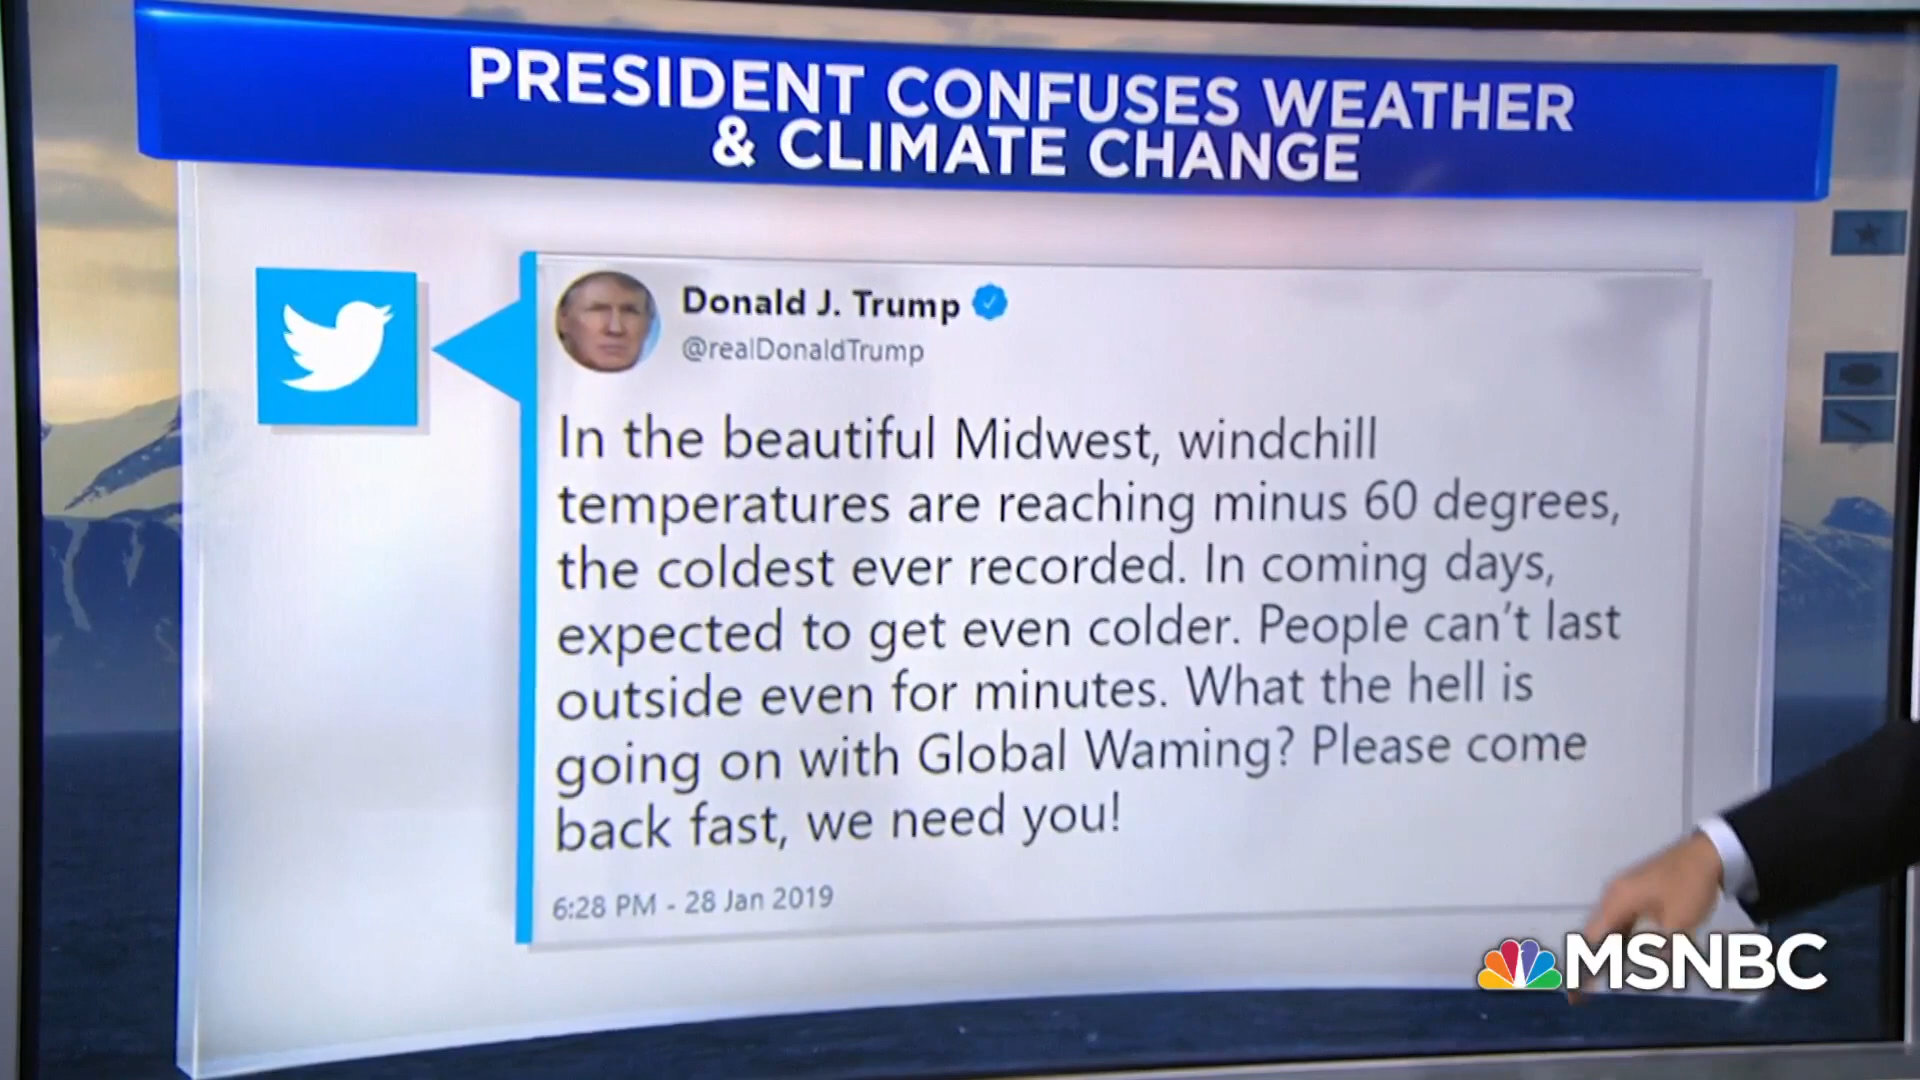 PRESIDENT CONFUSES WEATHER
& CLIMATE CHANGE
Donald J. Trump
@realDonaldTrump
In the beautiful Midwest, windchill
temperatures are reaching minus 60 degrees,
the coldest ever recorded. In coming days,
expected to get even colder. People can't last
outside even for minutes. What the hell is
going on with Global Waming? Please come
back fast, we need you!
6:28 PM - 28 Jan 2019
MSNBC